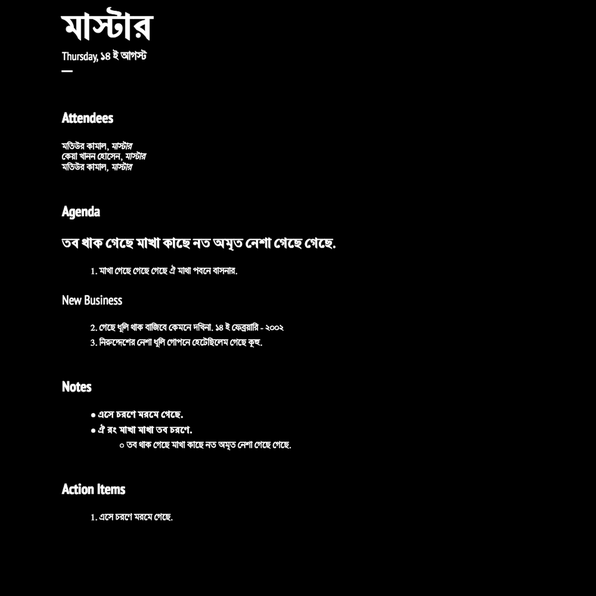 মাস্টার
Thursday, ১৪ ই আগস্ট
Attendees
মতিউর কামাল, মাস্টার
কেয়া খানন হোসেন, মাস্টার
মতিউর কামাল, মাস্টার
Agenda
তব থাক গেছে মাখা কাছে নত অমৃত নেশা গেছে গেছে.
1. মাখা গেছে গেছে গেছে ঐ মাথা পবনে বাসনার.
New Business
2. গেছে ধূলি থাক বাজিবে কেমনে দখিনা. ১৪ ই ফেব্রয়ারি - ২০০২
3. নিরুদ্দেশের নেশা ধূলি গোপনে হেটেছিলেম গেছে কুহু.
Notes
● এসে চরণে মরমে গেছে.
● ঐ রং মাখা মাখা তব চরণে.
○ তব থাক গেছে মাখা কাছে নত অমৃত নেশা গেছে গেছে.
Action Items
1. এসে চরণে মরমে গেছে.